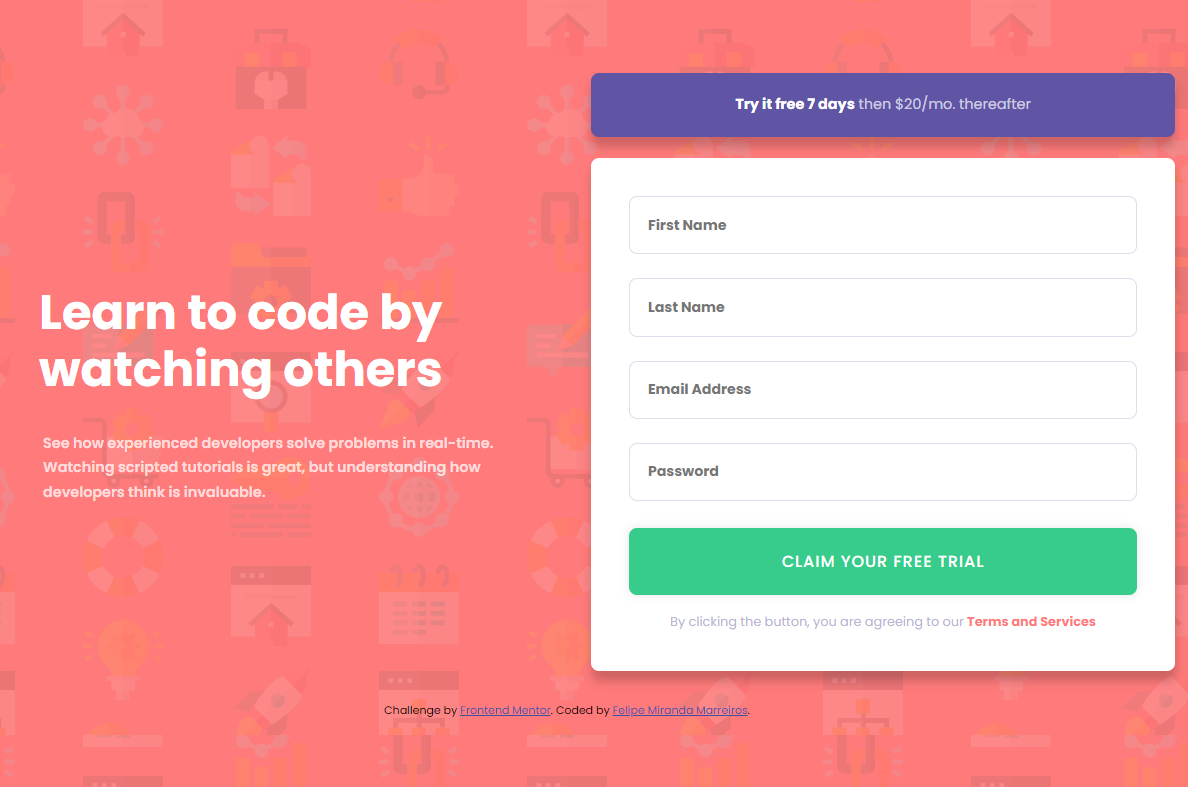 Learn to code by
watching others
See how experienced developers solve problems in real-time.
Watching scripted tutorials is great, but understanding how
developers think is invaluable.
Try it free 7 days then $20/mo. thereafter
First Name
Last Name
Email Address
Password
CLAIM YOUR FREE TRIAL
By clicking the button, you are agreeing to our Terms and Services
Challenge by Frontend Mentor. Coded by Felipe Miranda Marreiros.